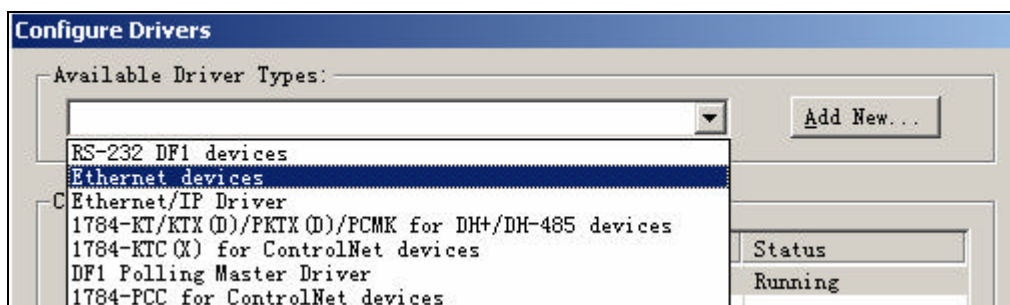 Configure Drivers
Available Driver Types:
Add New...
RS-232 DF1 devices
Ethernet devices
Ethernet/IP Driver
1784-KT/KTX(D)/PKTX(D)/PCMK for DH+/DH-485 devices
1784-KTC(X) for ControlNet devices
Status
DF1 Polling Master Driver
Running
1784-PCC for ControlNet devices